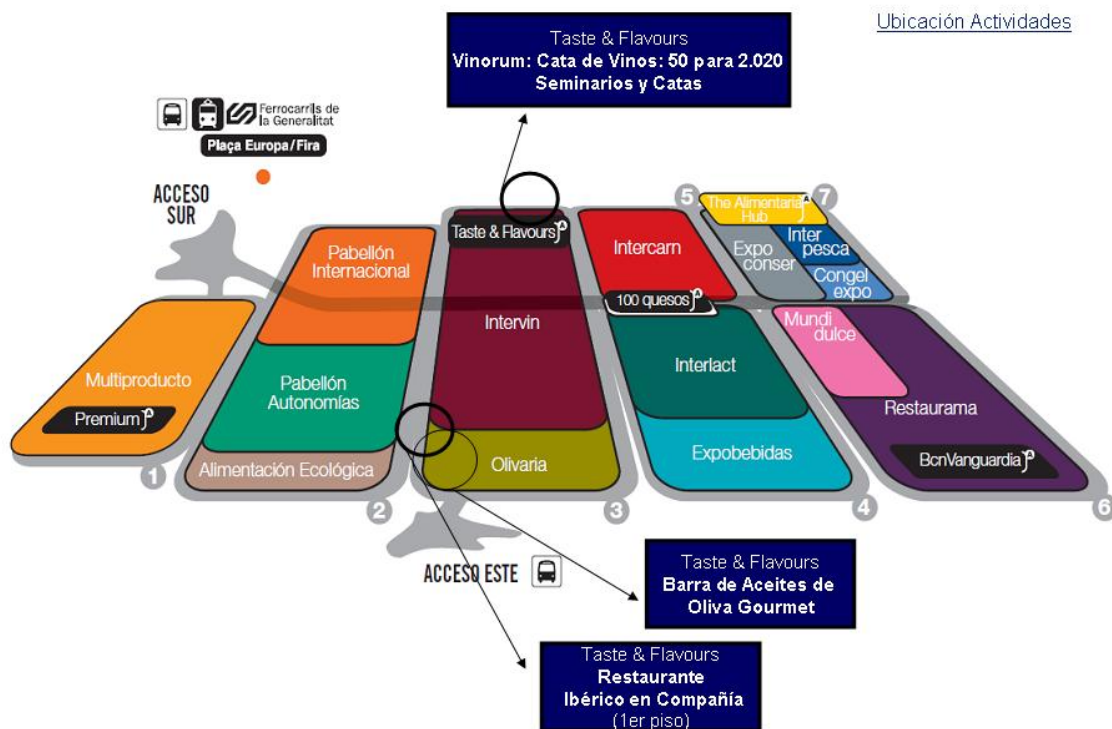 Ubicación Actividades
Taste & Flavours
Vinorum: Cata de Vinos: 50 para 2.020
Seminarios y Catas
Ferrocarrils de
la Generalitat
Plaça Europa/Fira
ACCESO
SUR
5
The Alimentaria
Hub
7
Pabellón
Internacional
Taste & Flavours
Intercarn
Expo
conser
Inter
pesca
Congel
expo
100 quesos
Intervin
Mundi
dulce
Multiproducto
Premium
Pabellón
Autonomías
Interlact
Restaurama
Alimentación Ecológica
Olivaria
Expobebidas
BcnVanguardia
1
2
3
4
6
ACCESO ESTE
Taste & Flavours
Barra de Aceites de
Oliva Gourmet
Taste & Flavours
Restaurante
Ibérico en Compañía
(1er piso)